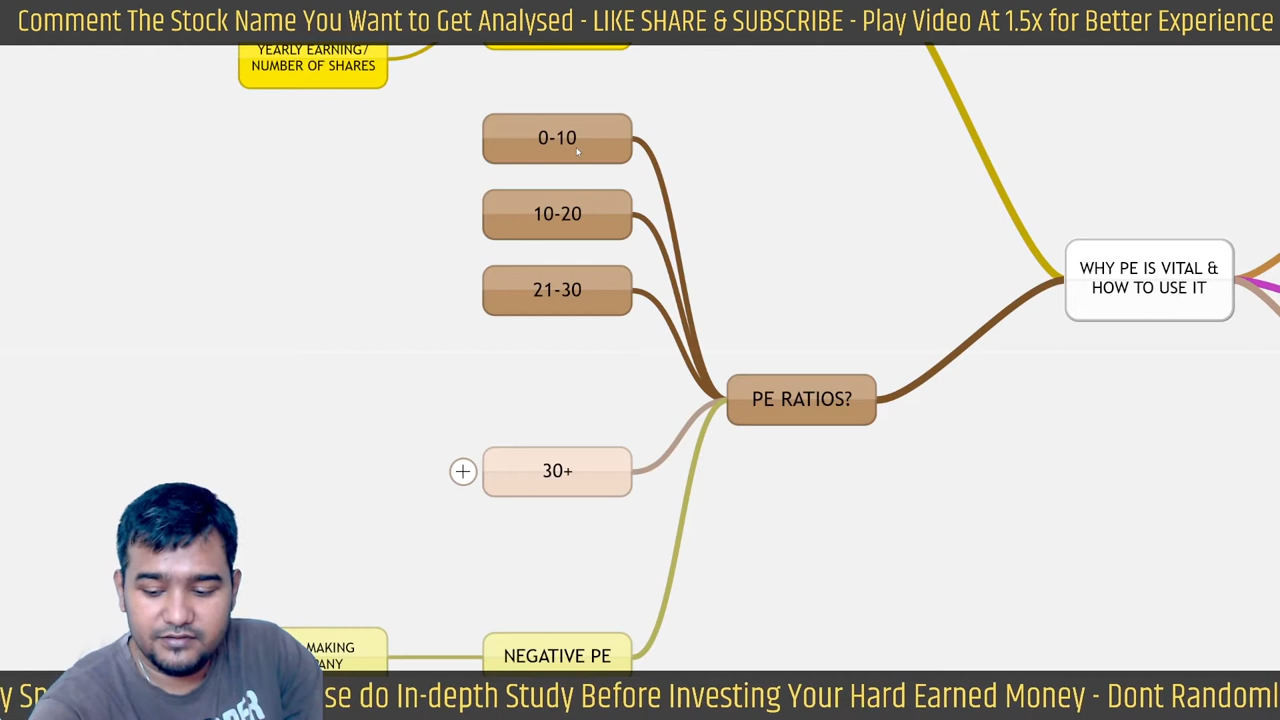 Comment The Stock Name You Want to Get Analysed - LIKE SHARE & SUBSCRIBE - Play Video At 1.5x for Better Experience
YEARLY EARNING/
NUMBER OF SHARES
0-10
10-20
21-30
WHY PE IS VITAL &
HOW TO USE IT
PE RATIOS?
30+
MAKING
NEGATIVE PE
se do In-depth Study Before Investing Your Hard Earned Money - Dont Randoml